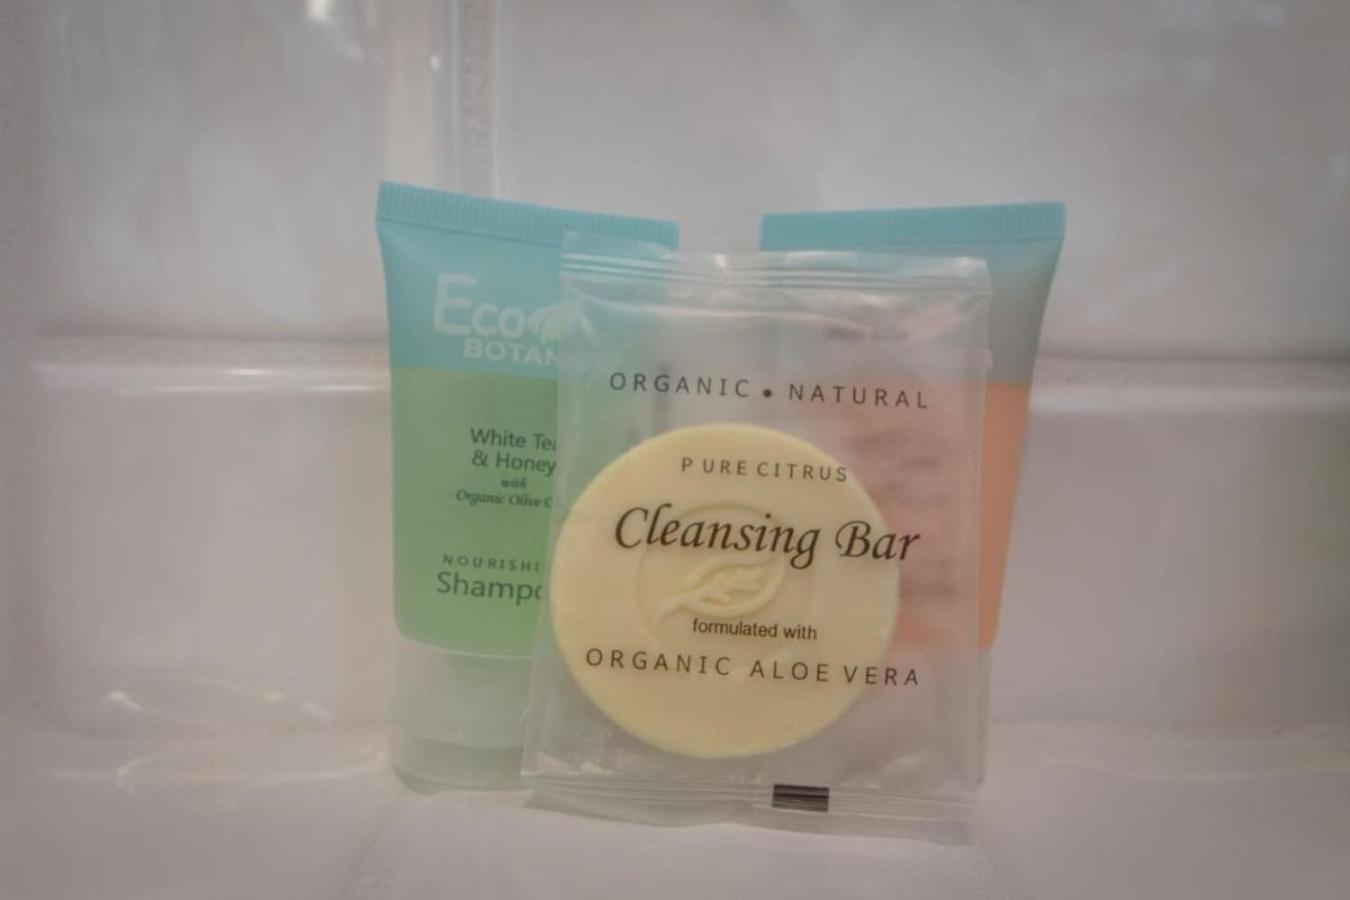 Eco
BOTAN
White Tea
& Honey
with
Organic Olive
NOURISHI
Shampo
ORGANIC • NATURAL
PURE CITRUS
Cleansing Bar
formulated with
ORGANIC ALOE VERA